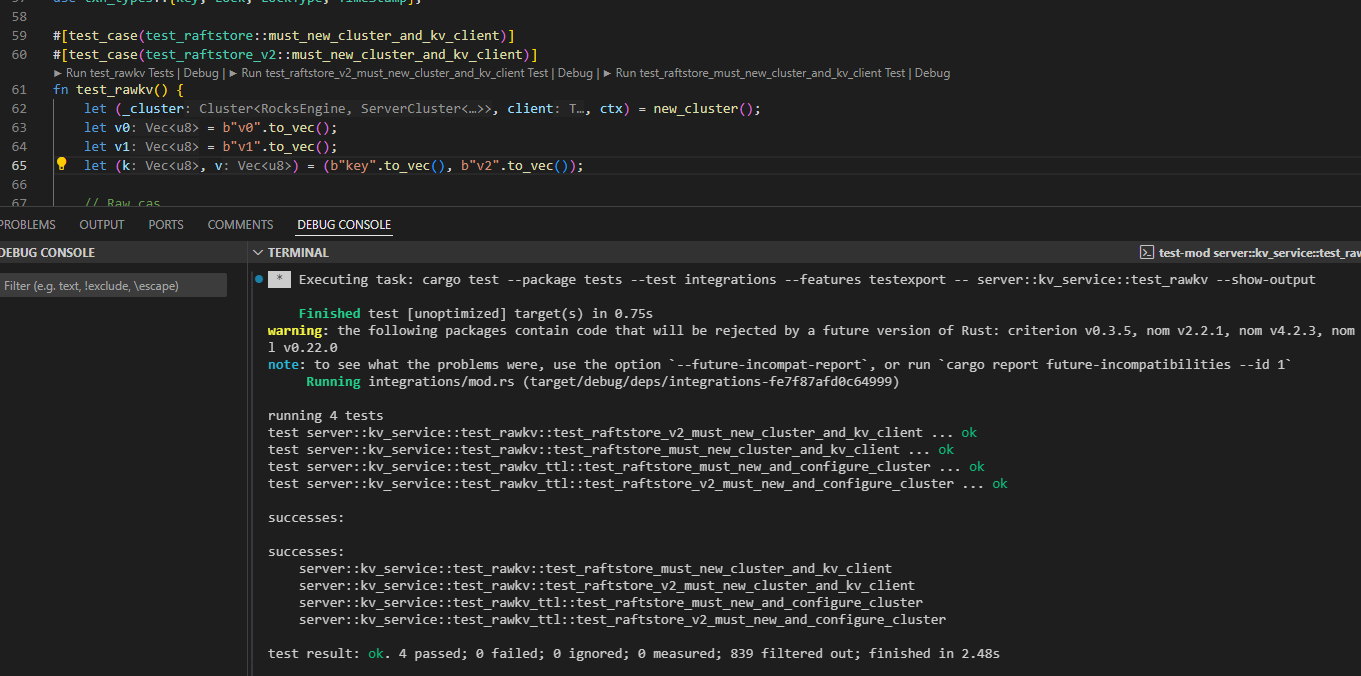 58
59 #[test_case(test_raftstore::must_new_cluster_and_kv_client)]
60 #[test_case(test_raftstore_v2::must_new_cluster_and_kv_client)]
▶ Run test_rawkv Tests | Debug | ▶ Run test_raftstore_v2_must_new_cluster_and_kv_client Test | Debug | ▶ Run test_raftstore_must_new_cluster_and_kv_client Test | Debug
61 fn test_rawkv() {
62 let (_cluster: Cluster<RocksEngine, ServerCluster<…>>, client: T…, ctx) = new_cluster();
63 let v0: Vec<u8> = b"v0".to_vec();
64 let v1: Vec<u8> = b"v1".to_vec();
65 let (k: Vec<u8>, v: Vec<u8>) = (b"key".to_vec(), b"v2".to_vec());
66
67 // Raw cas
PROBLEMS OUTPUT PORTS COMMENTS DEBUG CONSOLE
DEBUG CONSOLE
Filter (e.g. text, !exclude, \escape)
TERMINAL
test-mod server::kv_service::test_raw
* Executing task: cargo test --package tests --test integrations --features testexport -- server::kv_service::test_rawkv --show-output
Finished test [unoptimized] target(s) in 0.75s
warning: the following packages contain code that will be rejected by a future version of Rust: criterion v0.3.5, nom v2.2.1, nom v4.2.3, nom
l v0.22.0
note: to see what the problems were, use the option `--future-incompat-report`, or run `cargo report future-incompatibilities --id 1`
Running integrations/mod.rs (target/debug/deps/integrations-fe7f87afd0c64999)
running 4 tests
test server::kv_service::test_rawkv::test_raftstore_v2_must_new_cluster_and_kv_client ... ok
test server::kv_service::test_rawkv::test_raftstore_must_new_cluster_and_kv_client ... ok
test server::kv_service::test_rawkv_ttl::test_raftstore_must_new_and_configure_cluster ... ok
test server::kv_service::test_rawkv_ttl::test_raftstore_v2_must_new_and_configure_cluster ... ok
successes:
successes:
server::kv_service::test_rawkv::test_raftstore_must_new_cluster_and_kv_client
server::kv_service::test_rawkv::test_raftstore_v2_must_new_cluster_and_kv_client
server::kv_service::test_rawkv_ttl::test_raftstore_must_new_and_configure_cluster
server::kv_service::test_rawkv_ttl::test_raftstore_v2_must_new_and_configure_cluster
test result: ok. 4 passed; 0 failed; 0 ignored; 0 measured; 839 filtered out; finished in 2.48s